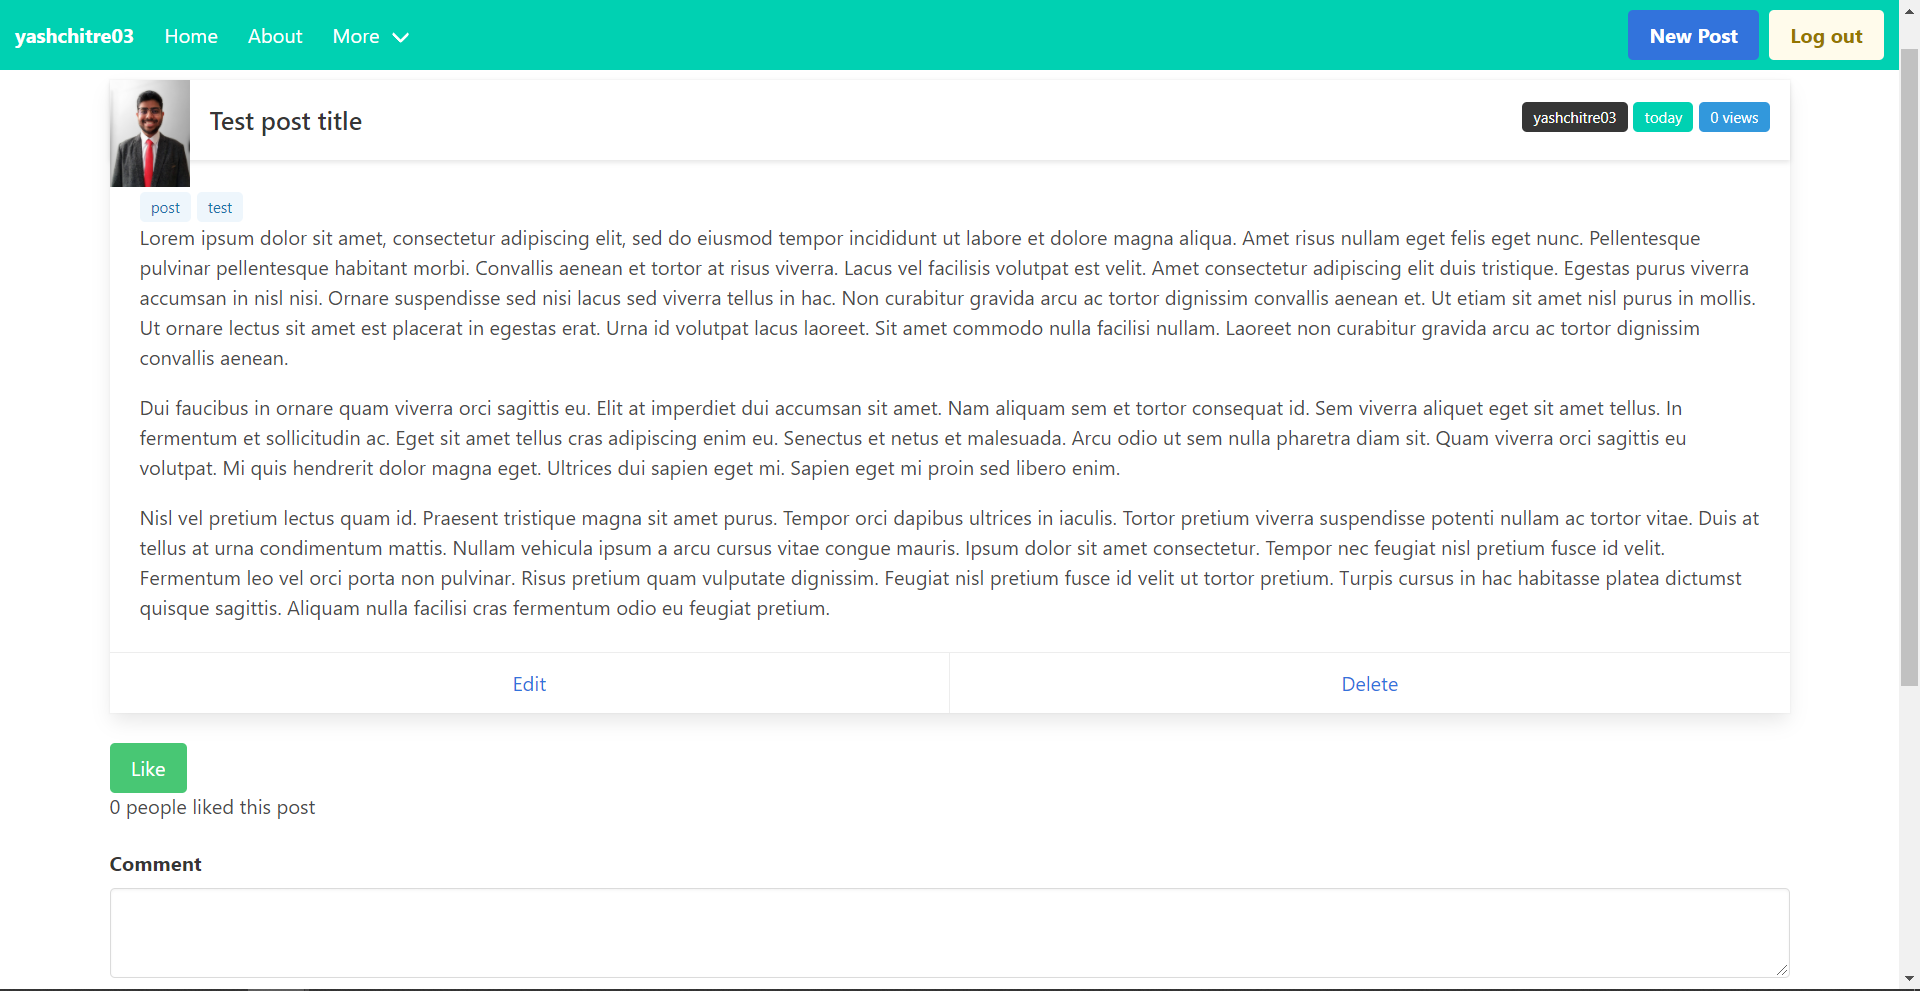 yashchitre03 Home About More New Post Log out
Test post title yashchitre03 today 0 views
post test
Lorem ipsum dolor sit amet, consectetur adipiscing elit, sed do eiusmod tempor incididunt ut labore et dolore magna aliqua. Amet risus nullam eget felis eget nunc. Pellentesque
pulvinar pellentesque habitant morbi. Convallis aenean et tortor at risus viverra. Lacus vel facilisis volutpat est velit. Amet consectetur adipiscing elit duis tristique. Egestas purus viverra
accumsan in nisl nisi. Ornare suspendisse sed nisi lacus sed viverra tellus in hac. Non curabitur gravida arcu ac tortor dignissim convallis aenean et. Ut etiam sit amet nisl purus in mollis.
Ut ornare lectus sit amet est placerat in egestas erat. Urna id volutpat lacus laoreet. Sit amet commodo nulla facilisi nullam. Laoreet non curabitur gravida arcu ac tortor dignissim
convallis aenean.
Dui faucibus in ornare quam viverra orci sagittis eu. Elit at imperdiet dui accumsan sit amet. Nam aliquam sem et tortor consequat id. Sem viverra aliquet eget sit amet tellus. In
fermentum et sollicitudin ac. Eget sit amet tellus cras adipiscing enim eu. Senectus et netus et malesuada. Arcu odio ut sem nulla pharetra diam sit. Quam viverra orci sagittis eu
volutpat. Mi quis hendrerit dolor magna eget. Ultrices dui sapien eget mi. Sapien eget mi proin sed libero enim.
Nisl vel pretium lectus quam id. Praesent tristique magna sit amet purus. Tempor orci dapibus ultrices in iaculis. Tortor pretium viverra suspendisse potenti nullam ac tortor vitae. Duis at
tellus at urna condimentum mattis. Nullam vehicula ipsum a arcu cursus vitae congue mauris. Ipsum dolor sit amet consectetur. Tempor nec feugiat nisl pretium fusce id velit.
Fermentum leo vel orci porta non pulvinar. Risus pretium quam vulputate dignissim. Feugiat nisl pretium fusce id velit ut tortor pretium. Turpis cursus in hac habitasse platea dictumst
quisque sagittis. Aliquam nulla facilisi cras fermentum odio eu feugiat pretium.
Edit Delete
Like
0 people liked this post
Comment